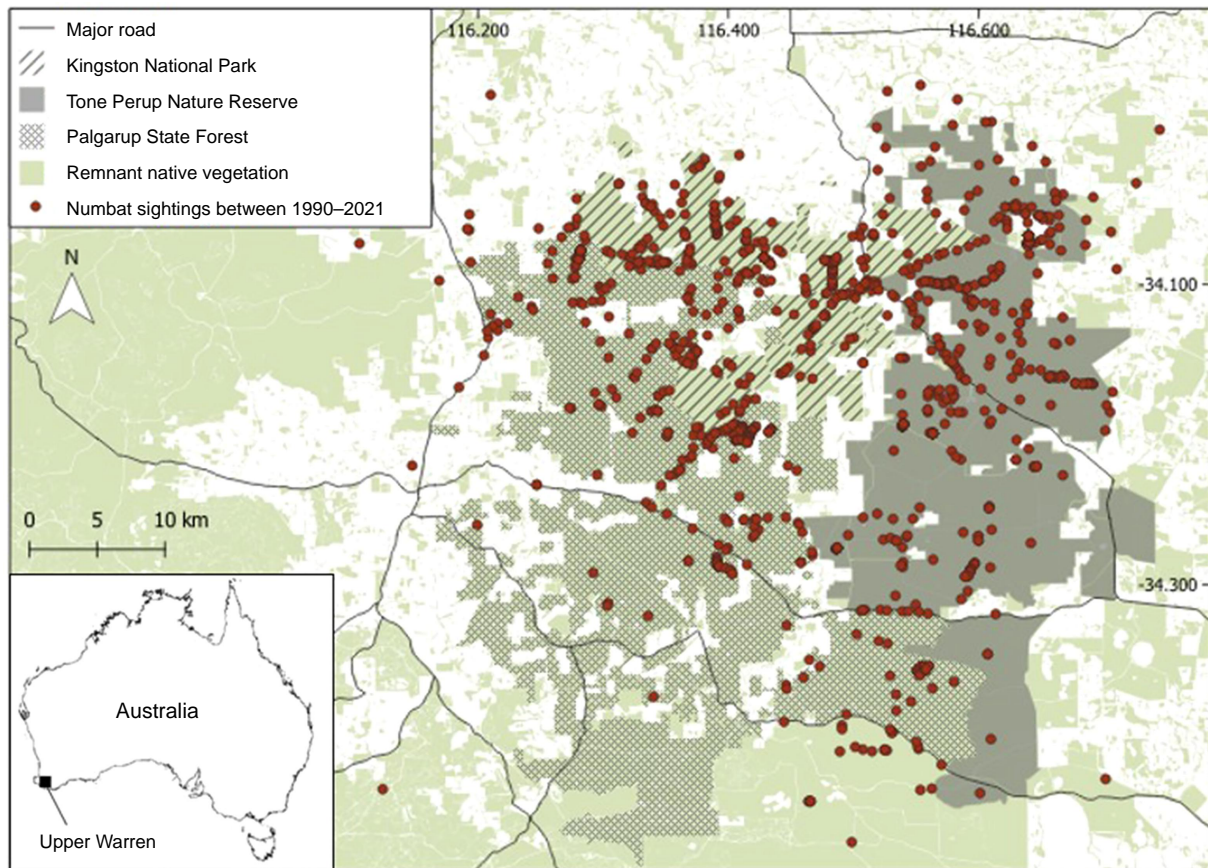 Major road
Kingston National Park
Tone Perup Nature Reserve
Palgarup State Forest
Remnant native vegetation
Numbat sightings between 1990–2021
116.200
116.400
116.600
N
-34.100
0 5 10 km
-34.300
Australia
Upper Warren